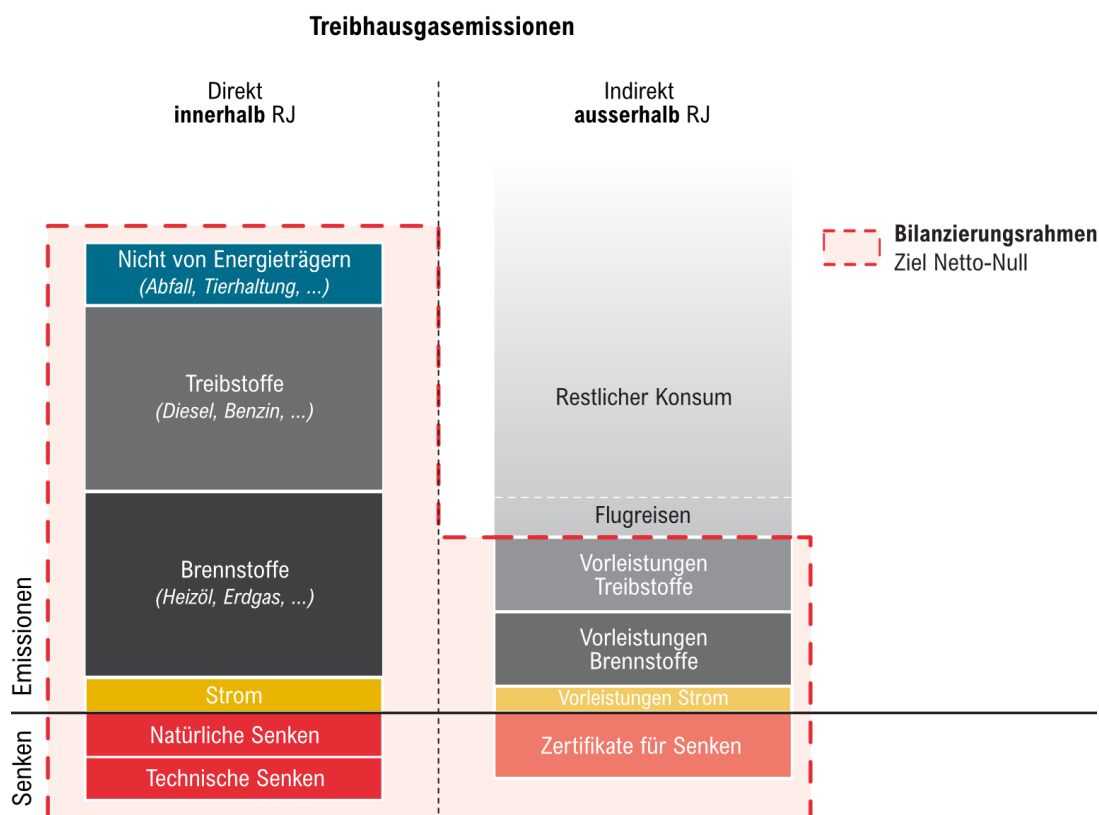 Treibhausgasemissionen
Direkt
innerhalb RJ
Indirekt
ausserhalb RJ
Bilanzierungsrahmen
Ziel Netto-Null
Nicht von Energieträgern
(Abfall, Tierhaltung, ...)
Treibstoffe
(Diesel, Benzin, ...)
Brennstoffe
(Heizöl, Erdgas, ...)
Strom
Natürliche Senken
Technische Senken
Restlicher Konsum
Flugreisen
Vorleistungen
Treibstoffe
Vorleistungen
Brennstoffe
Vorleistungen Strom
Zertifikate für Senken
Emissionen
Senken